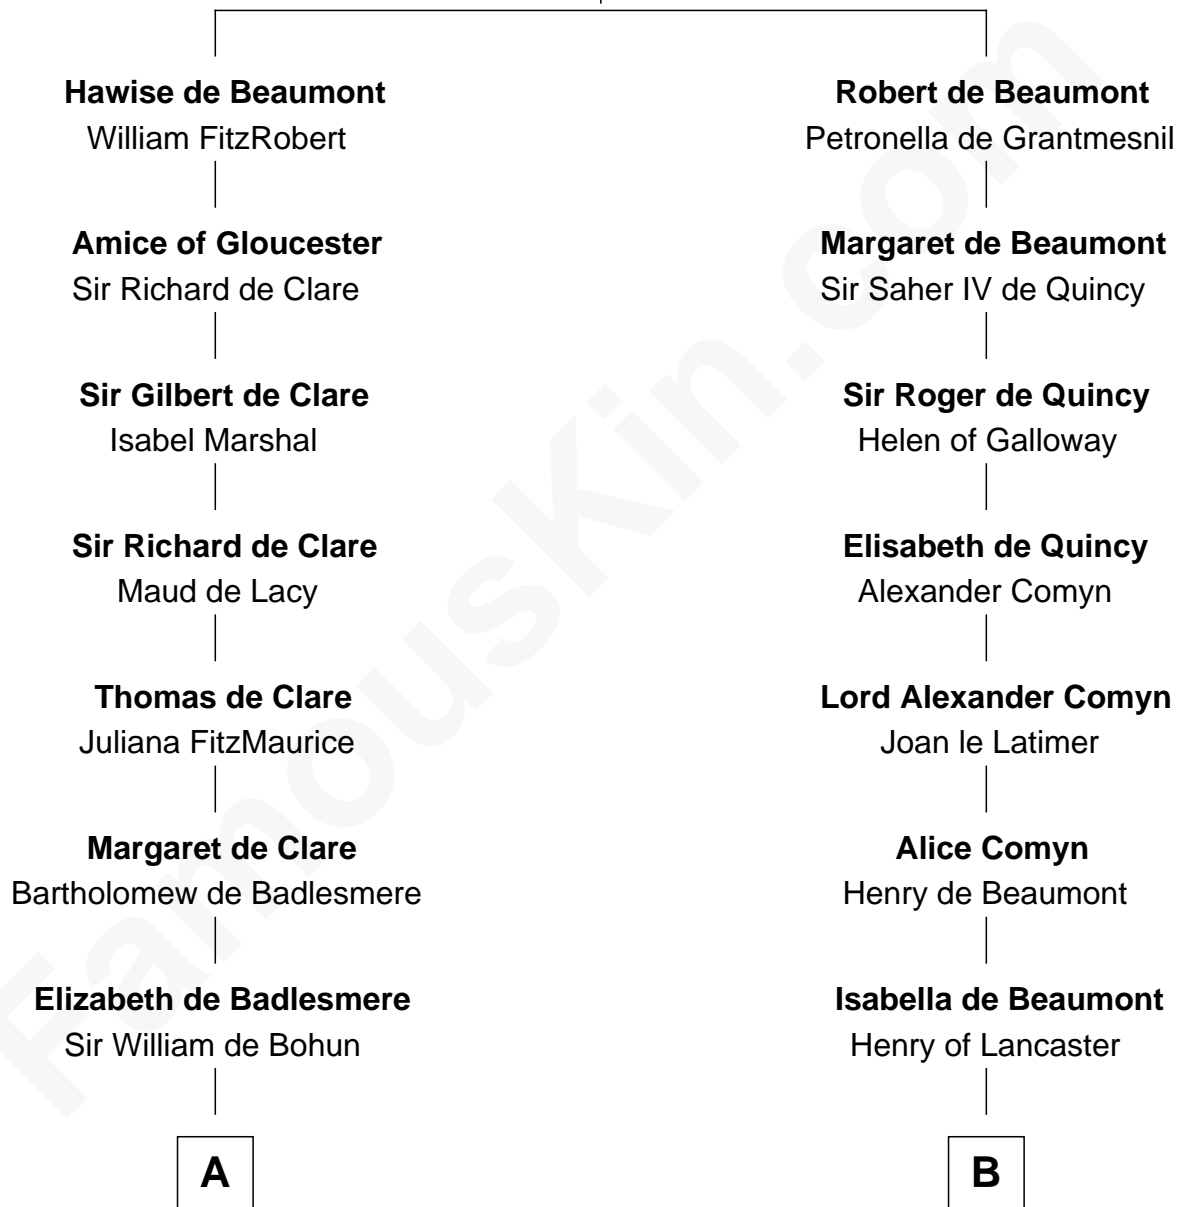 Hawise de Beaumont
William FitzRobert
Amice of Gloucester
Sir Richard de Clare
Sir Gilbert de Clare
Isabel Marshal
Sir Richard de Clare
Maud de Lacy
Thomas de Clare
Juliana FitzMaurice
Margaret de Clare
Bartholomew de Badlesmere
Elizabeth de Badlesmere
Sir William de Bohun
A
Robert de Beaumont
Petronella de Grantmesnil
Margaret de Beaumont
Sir Saher IV de Quincy
Sir Roger de Quincy
Helen of Galloway
Elisabeth de Quincy
Alexander Comyn
Lord Alexander Comyn
Joan le Latimer
Alice Comyn
Henry de Beaumont
Isabella de Beaumont
Henry of Lancaster
B
FamousKin.com